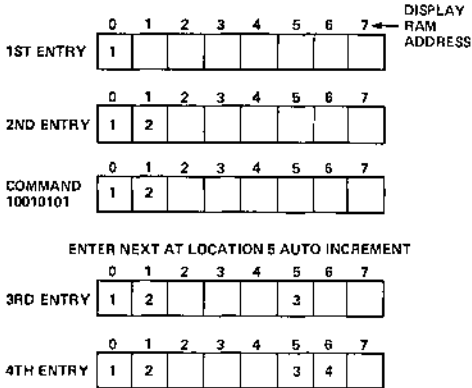 DISPLAY
0 1 2 3 4 5 6 7 RAM
ADDRESS
1ST ENTRY 1
0 1 2 3 4 5 6 7
2ND ENTRY 1 2
0 1 2 3 4 5 6 7
COMMAND
10010101 1 2
ENTER NEXT AT LOCATION 5 AUTO INCREMENT
0 1 2 3 4 5 6 7
3RD ENTRY 1 2 3
0 1 2 3 4 5 6 7
4TH ENTRY 1 2 3 4